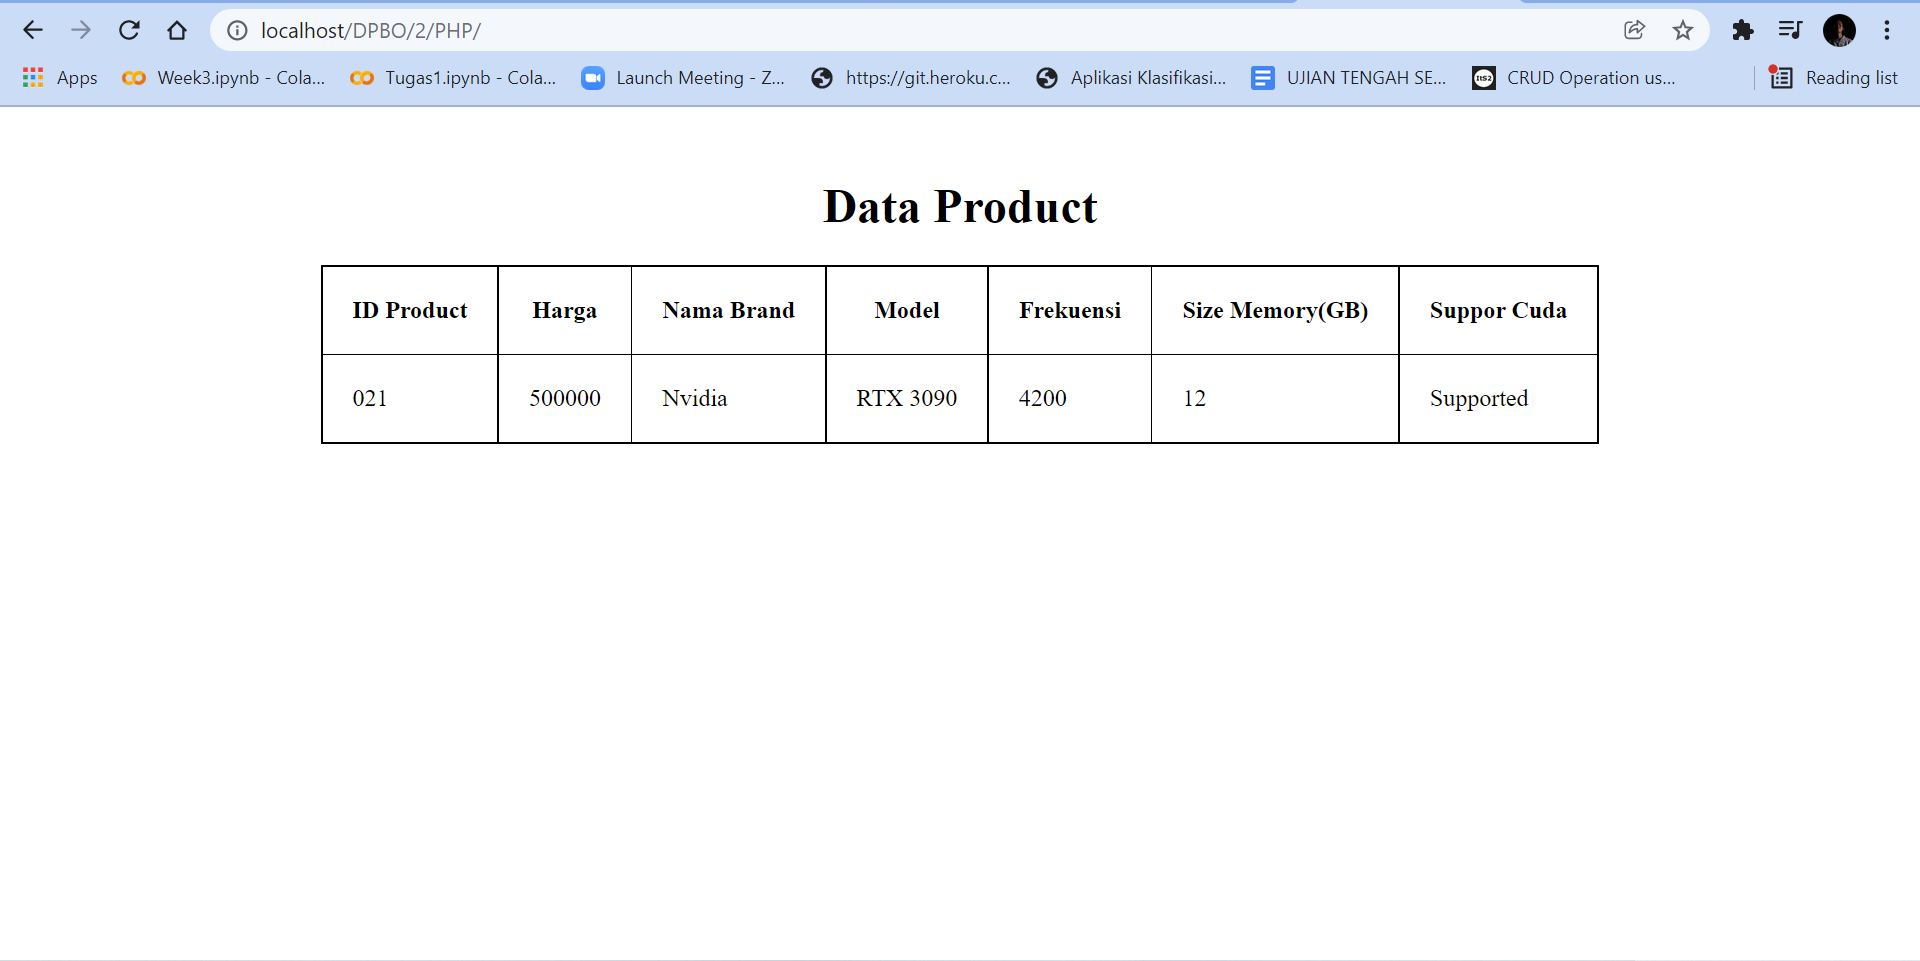 localhost/DPBO/2/PHP/
Apps Week3.ipynb - Cola... Tugas1.ipynb - Cola... Launch Meeting - Z... https://git.heroku.c... Aplikasi Klasifikasi... UJIAN TENGAH SE... ItS2 CRUD Operation us... Reading list
Data Product
ID Product Harga Nama Brand Model Frekuensi Size Memory(GB) Suppor Cuda
021 500000 Nvidia RTX 3090 4200 12 Supported